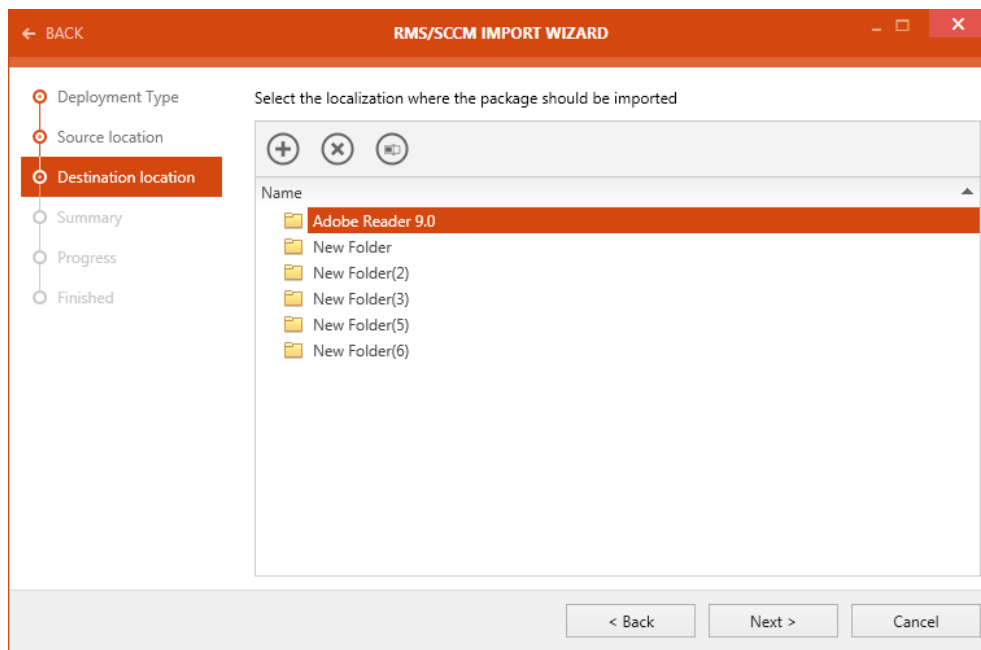 BACK
RMS/SCCM IMPORT WIZARD
Deployment Type
Source location
Destination location
Summary
Progress
Finished
Select the localization where the package should be imported
Name
Adobe Reader 9.0
New Folder
New Folder(2)
New Folder(3)
New Folder(5)
New Folder(6)
< Back
Next >
Cancel